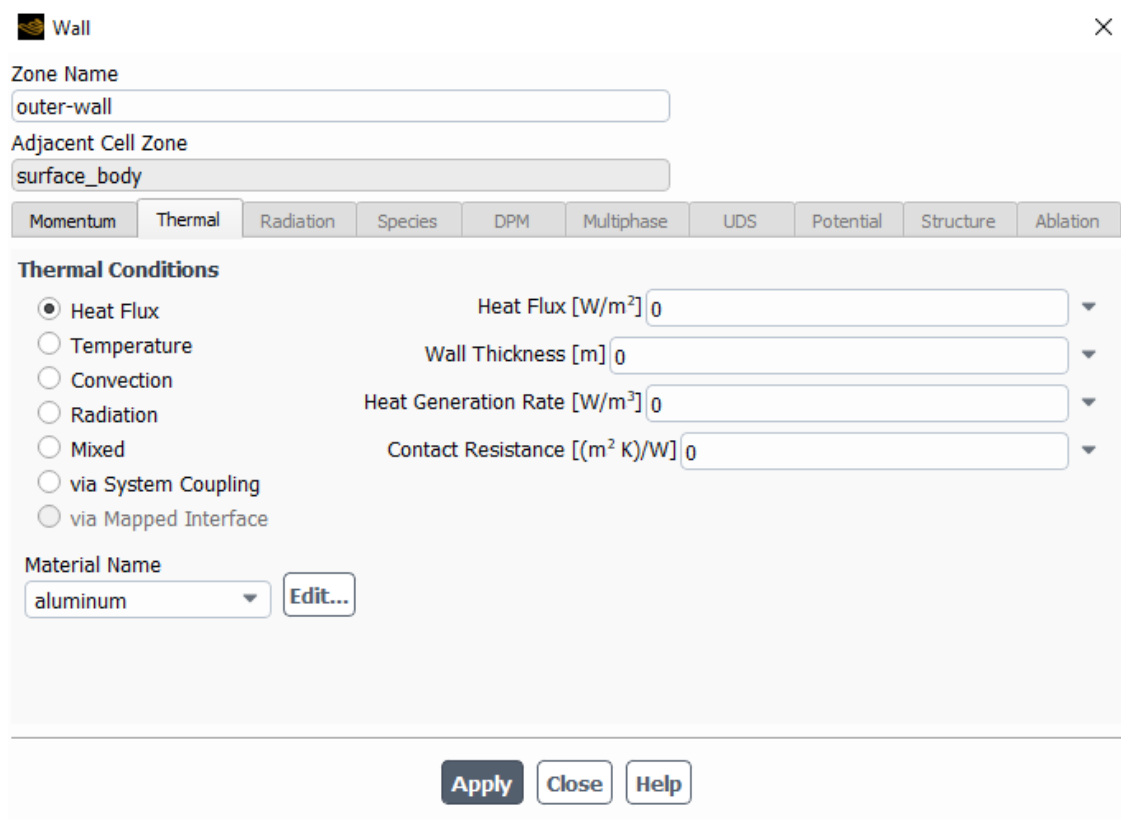 Wall
Zone Name
outer-wall
Adjacent Cell Zone
surface_body
Momentum Thermal Radiation Species DPM Multiphase UDS Potential Structure Ablation
Thermal Conditions
Heat Flux
Temperature
Convection
Radiation
Mixed
via System Coupling
via Mapped Interface
Heat Flux [W/m²] 0
Wall Thickness [m] 0
Heat Generation Rate [W/m³] 0
Contact Resistance [(m² K)/W] 0
Material Name
aluminum Edit...
Apply Close Help